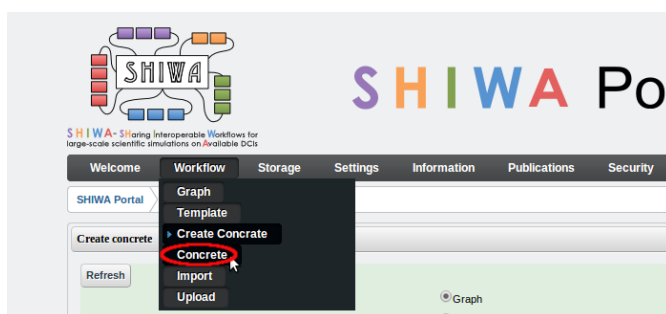 SHIWA
SHIWA Po
SHIWA- SHaring Interoperable Workflows for
large-scale scientific simulations on Available DCIs
Welcome Workflow Storage Settings Information Publications Security
SHIWA Portal
Graph
Template
Create Concrate
Concrete
Import
Upload
Create concrete
Refresh
Graph